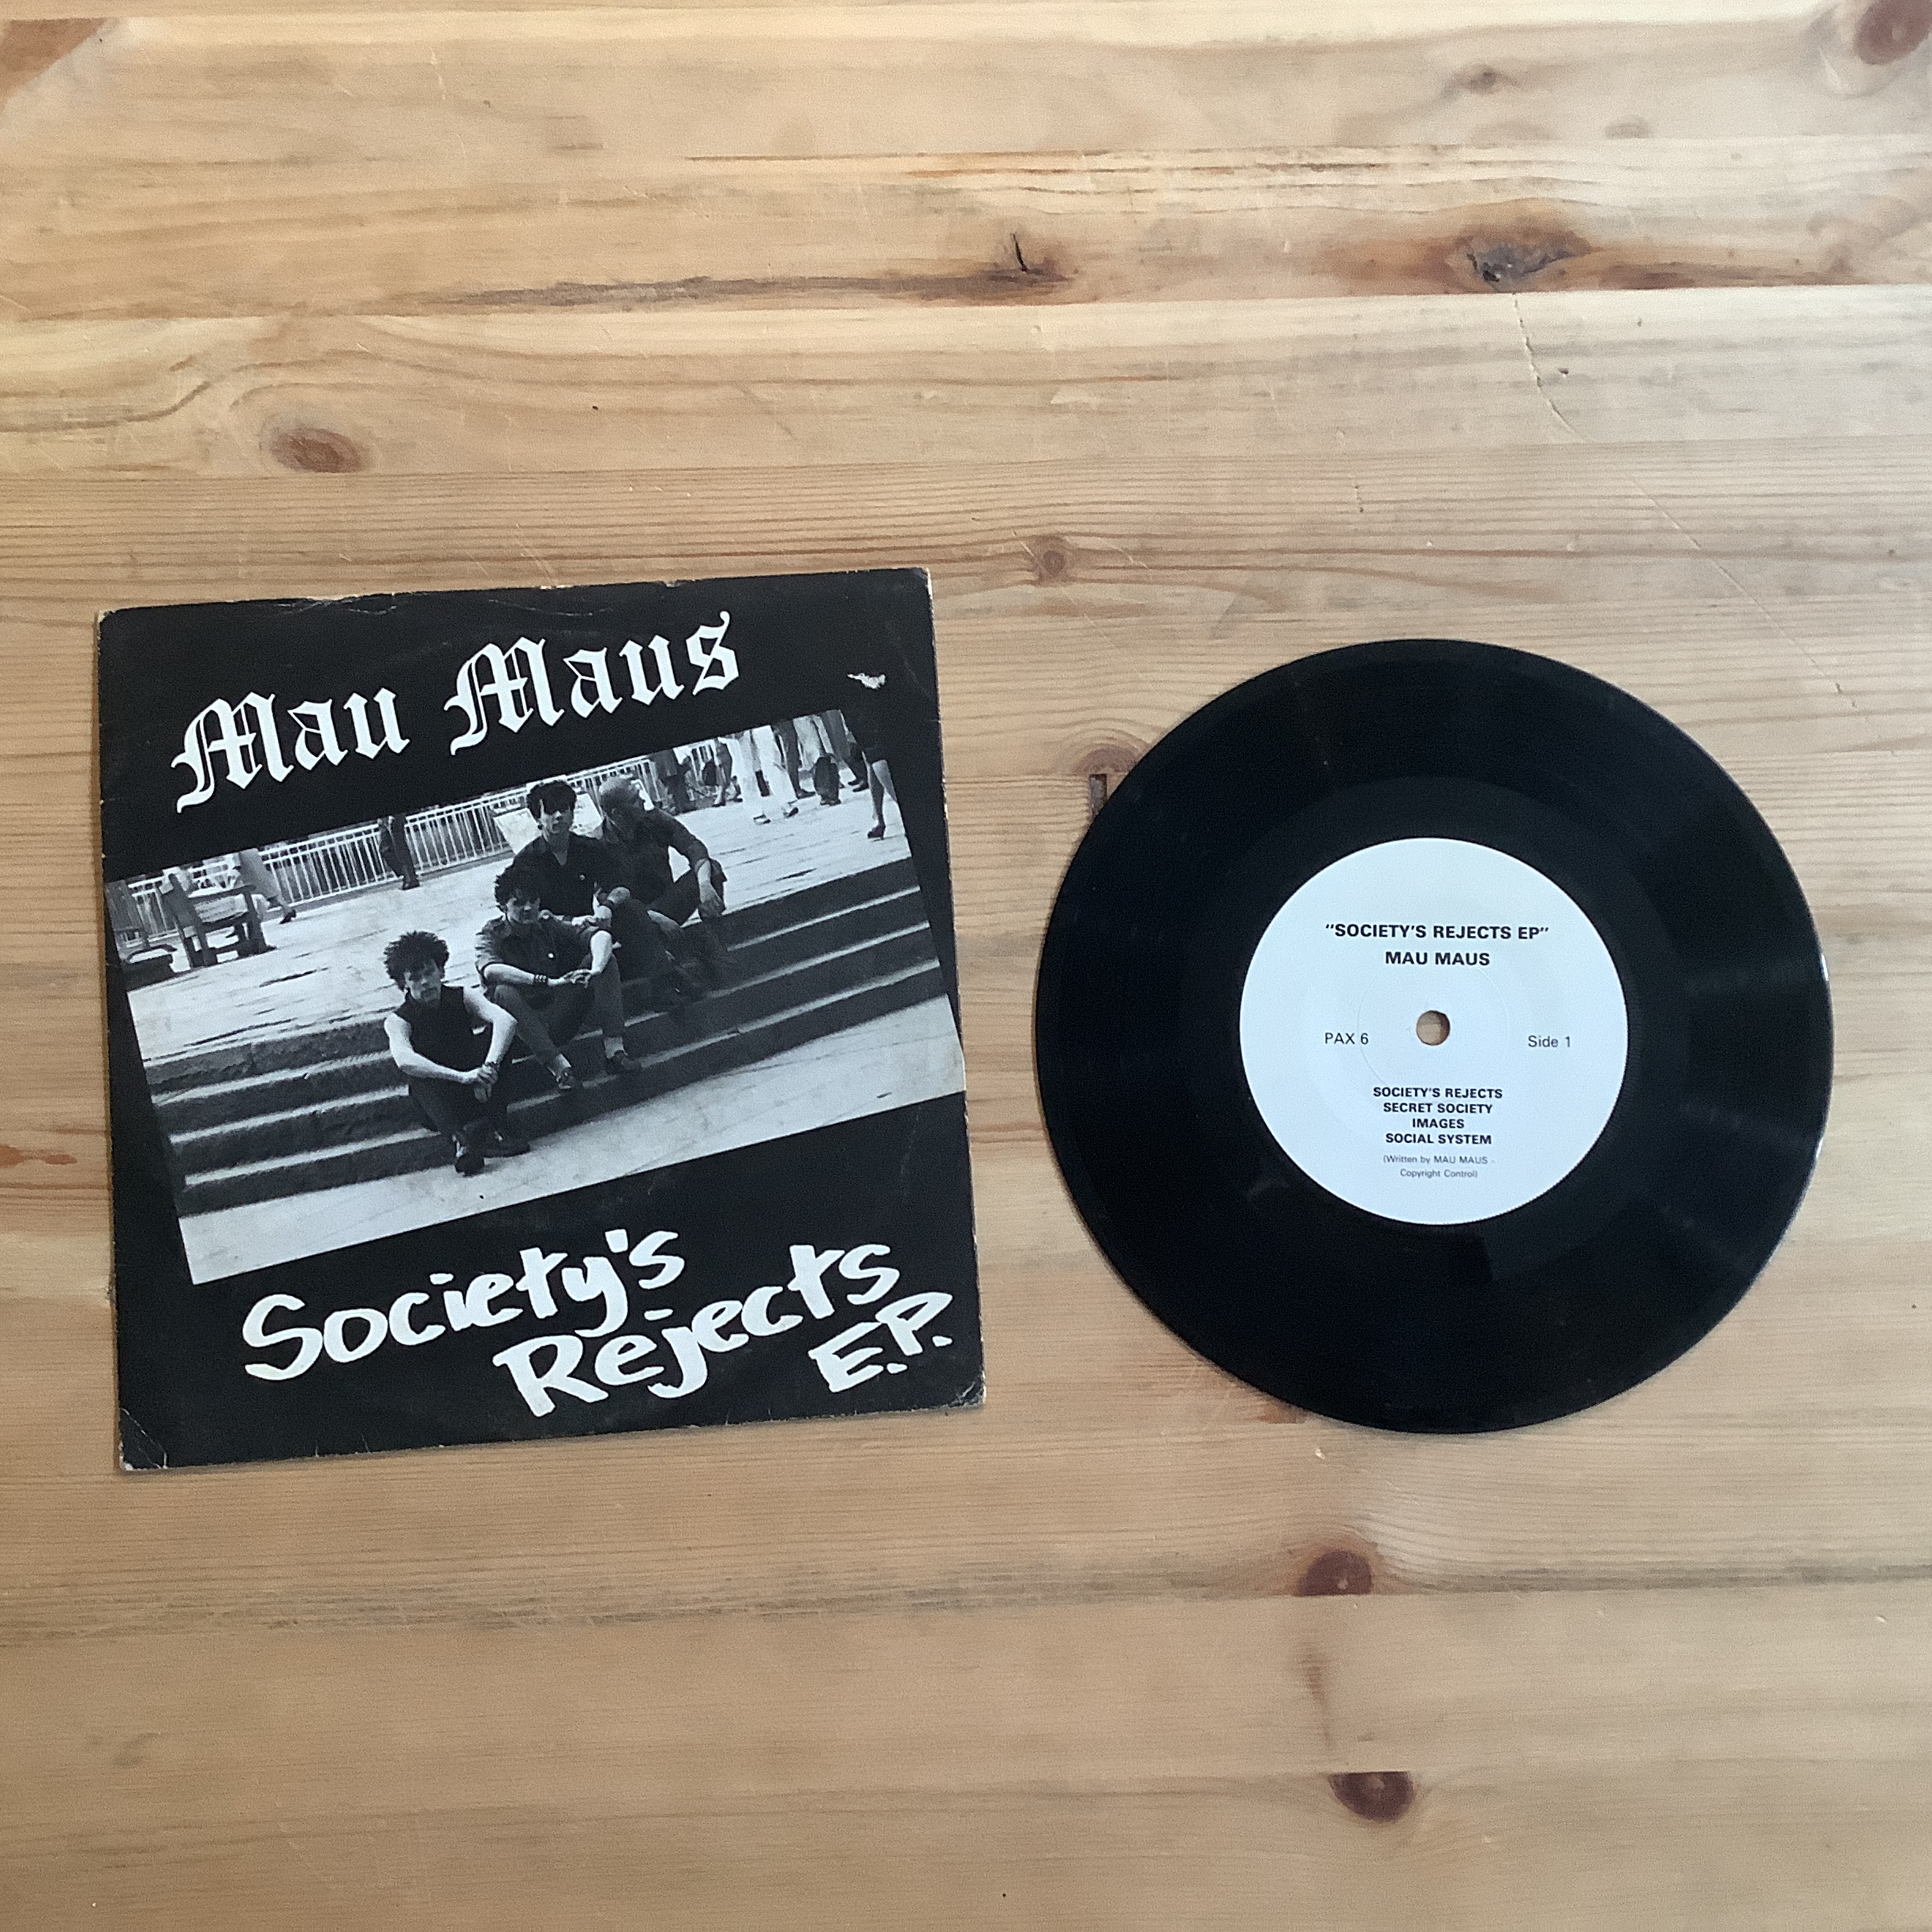 Mau Maus
Society's
Rejects
E.P.
"SOCIETY'S REJECTS EP"
MAU MAUS
PAX 6
Side 1
SOCIETY'S REJECTS
SECRET SOCIETY
IMAGES
SOCIAL SYSTEM
(Written by MAU MAUS -
Copyright Control)